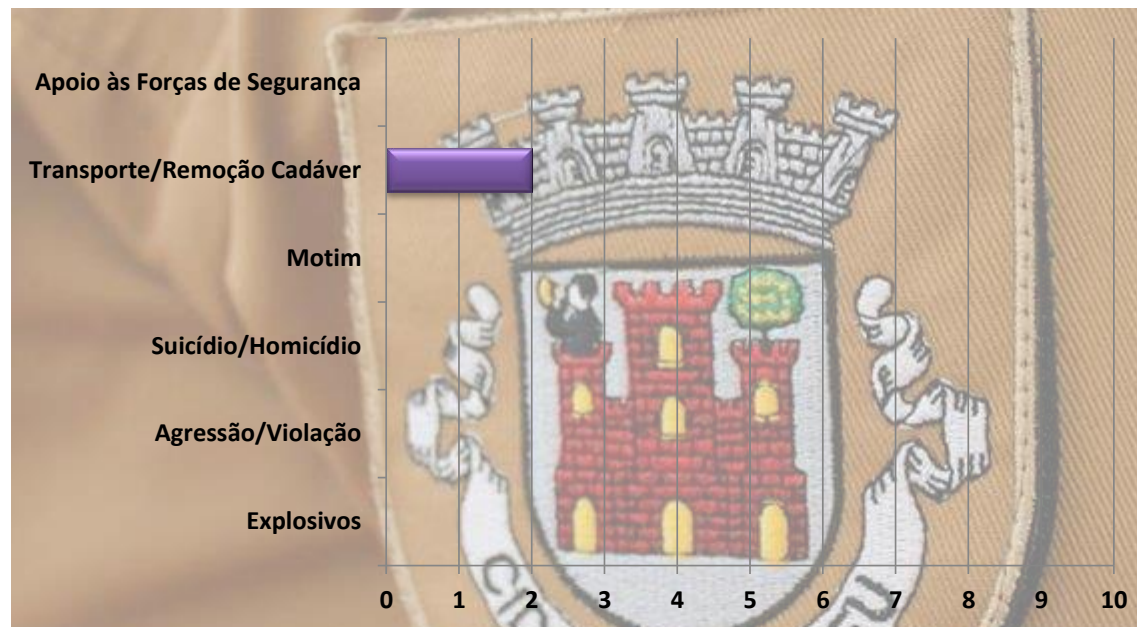 Apoio às Forças de Segurança
Transporte/Remoção Cadáver
Motim
Suicídio/Homicídio
Agressão/Violação
Explosivos
0 1 2 3 4 5 6 7 8 9 10